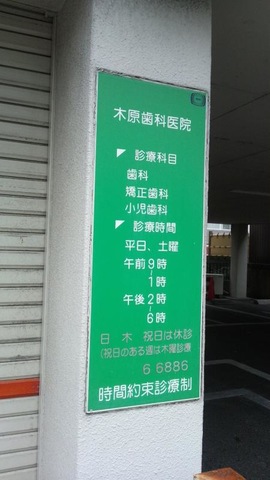 木原歯科医院
診療科目
歯科
矯正歯科
小児歯科
診療時間
平日、土曜
午前9時
1時
午後2時
6時
日 木 祝日は休診
(祝日のある週は木曜診療
6 6886
時間約束診療制